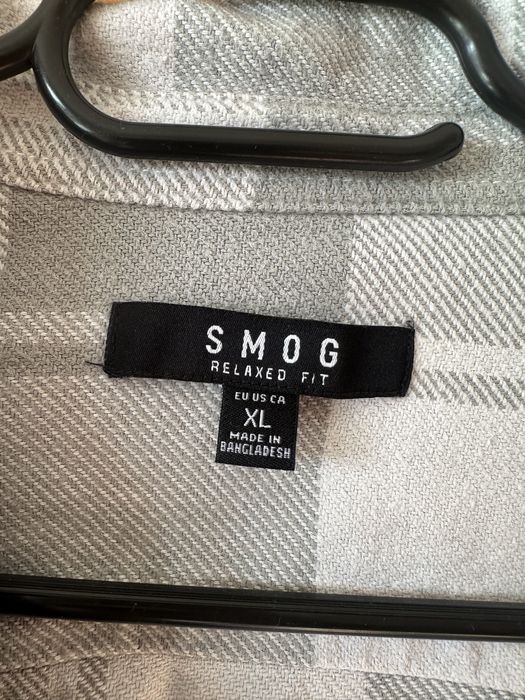 SMOG
RELAXED FIT
EU US CA
XL
MADE IN
BANGLADESH